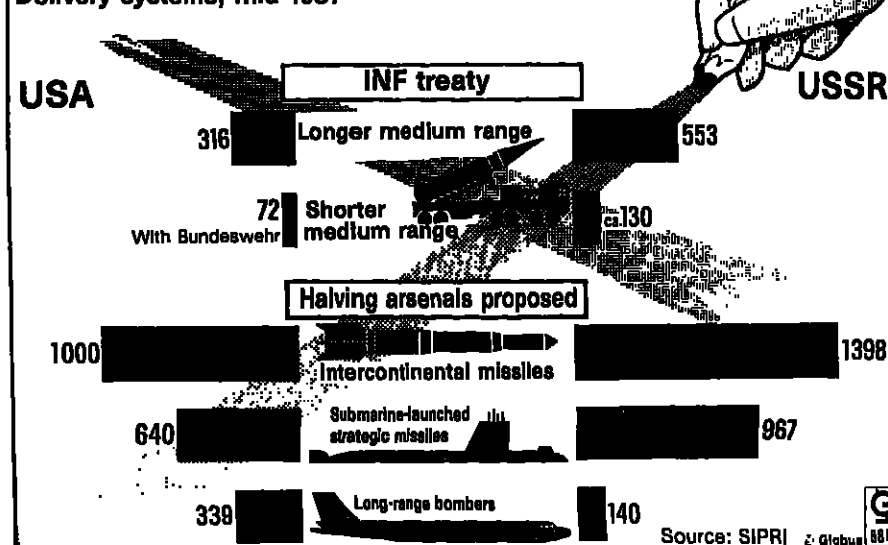 Delivery systems, mid-1987
INF treaty
USA
USSR
316
Longer medium range
553
72
With Bundeswehr
Shorter
medium range
ca.130
Halving arsenals proposed
1000
Intercontinental missiles
1398
640
Submarine-launched
strategic missiles
967
339
Long-range bombers
140
Source: SIPRI
Globus